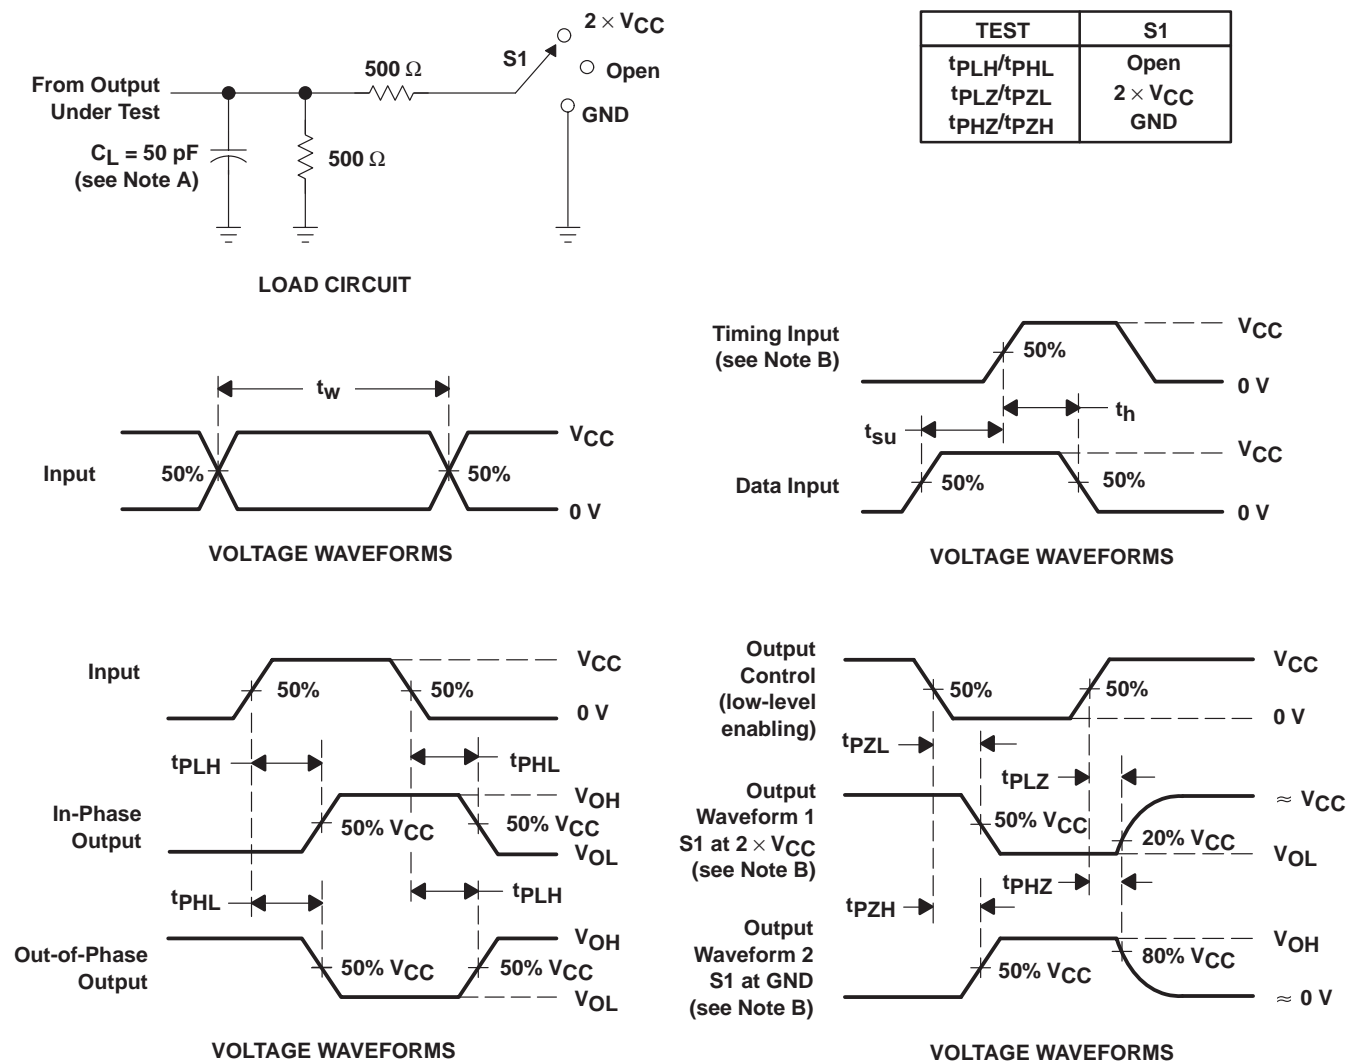 2 × VCC
S1
500 Ω
Open
From Output
Under Test
GND
CL = 50 pF
(see Note A)
500 Ω
LOAD CIRCUIT
TEST S1
tPLH/tPHL Open
tPLZ/tPZL 2 × VCC
tPHZ/tPZH GND
tw
VCC
Input
50%
50%
0 V
VOLTAGE WAVEFORMS
Timing Input
(see Note B)
VCC
50%
0 V
th
tsu
VCC
Data Input
50%
50%
0 V
VOLTAGE WAVEFORMS
Input
VCC
50%
50%
0 V
tPLH
tPHL
In-Phase
Output
VOH
50% VCC
50% VCC
VOL
tPHL
tPLH
Out-of-Phase
Output
VOH
50% VCC
50% VCC
VOL
VOLTAGE WAVEFORMS
Output
Control
(low-level
enabling)
VCC
50%
50%
0 V
tPZL
tPLZ
Output
Waveform 1
S1 at 2 × VCC
(see Note B)
≈ VCC
50% VCC
20% VCC
VOL
tPHZ
tPZH
Output
Waveform 2
S1 at GND
(see Note B)
VOH
50% VCC
80% VCC
≈ 0 V
VOLTAGE WAVEFORMS